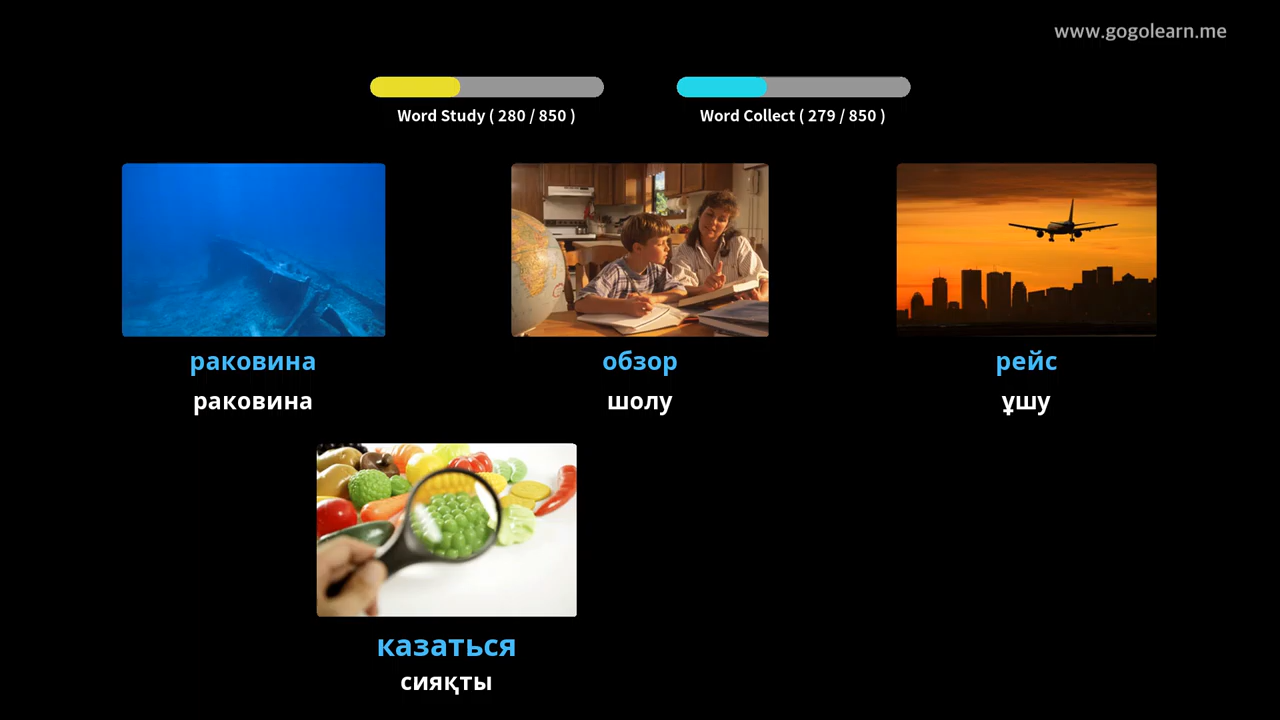 www.gogolearn.me
Word Study ( 280 / 850 )
Word Collect ( 279 / 850 )
раковина
раковина
обзор
шолу
рейс
ұшу
казаться
сияқты